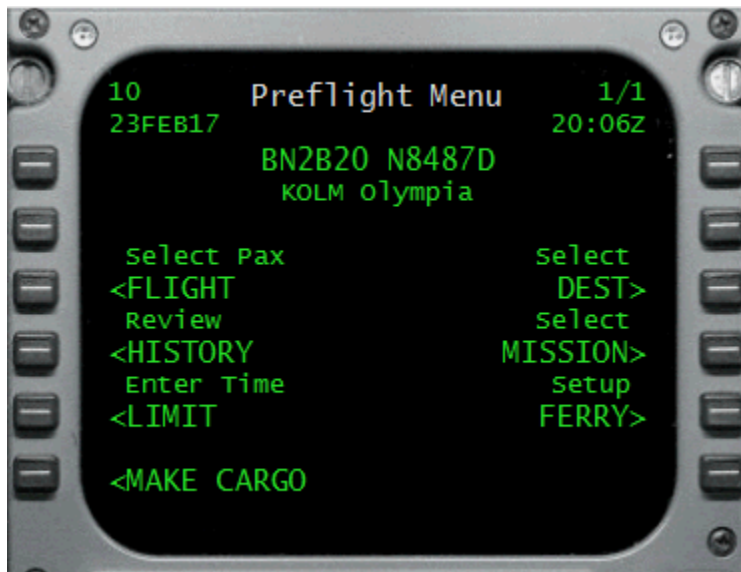 10 Preflight Menu 1/1
23FEB17 20:06Z
BN2B20 N8487D
KOLM Olympia
Select Pax Select
<FLIGHT DEST>
Review Select
<HISTORY MISSION>
Enter Time Setup
<LIMIT FERRY>
<MAKE CARGO